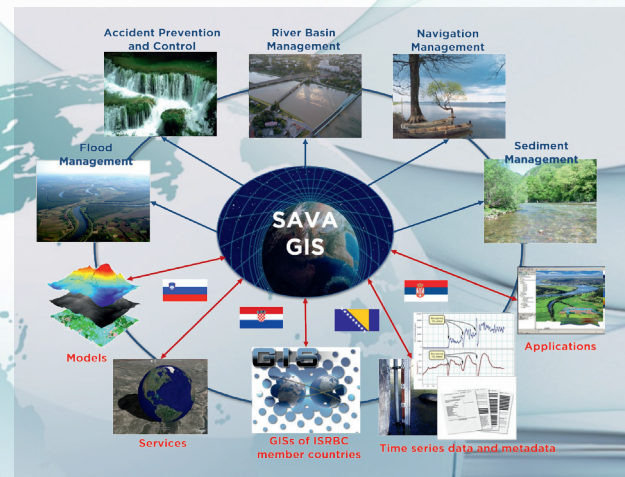 Accident Prevention
and Control
River Basin
Management
Navigation
Management
Flood
Management
Sediment
Management
SAVA
GIS
Models
Applications
GIS
Services
GISs of ISRBC
member countries
Time series data and metadata